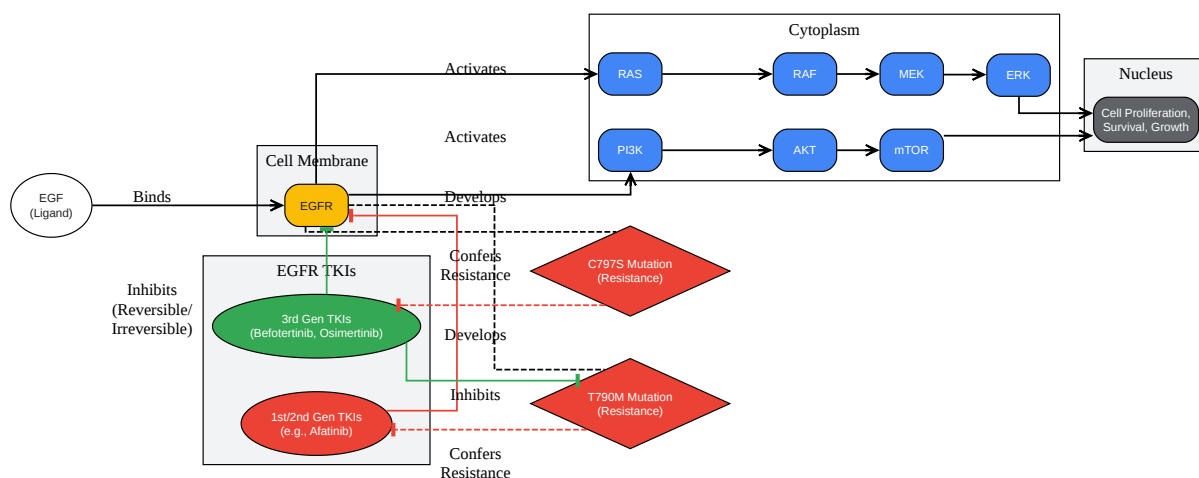 Cytoplasm
Activates
RAS
RAF
MEK
ERK
Nucleus
Cell Proliferation,
Survival, Growth
Activates
PI3K
AKT
mTOR
Cell Membrane
EGF
(Ligand)
Binds
EGFR
Develops
C797S Mutation
(Resistance)
Confers
Resistance
EGFR TKIs
Inhibits
(Reversible/
Irreversible)
3rd Gen TKIs
(Befotertinib, Osimertinib)
Develops
Inhibits
T790M Mutation
(Resistance)
1st/2nd Gen TKIs
(e.g., Afatinib)
Confers
Resistance